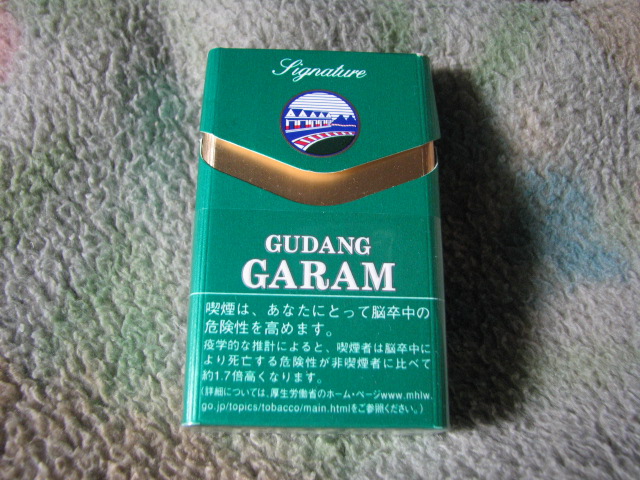 Signature
GUDANG
GARAM
喫煙は、あなたにとって脳卒中の
危険性を高めます。
疫学的な推計によると、喫煙者は脳卒中に
より死亡する危険性が非喫煙者に比べて
約1.7倍高くなります。
(詳細については、厚生労働省のホーム・ページwww.mhlw.
go.jp/topics/tobacco/main.htmlをご参照ください。)